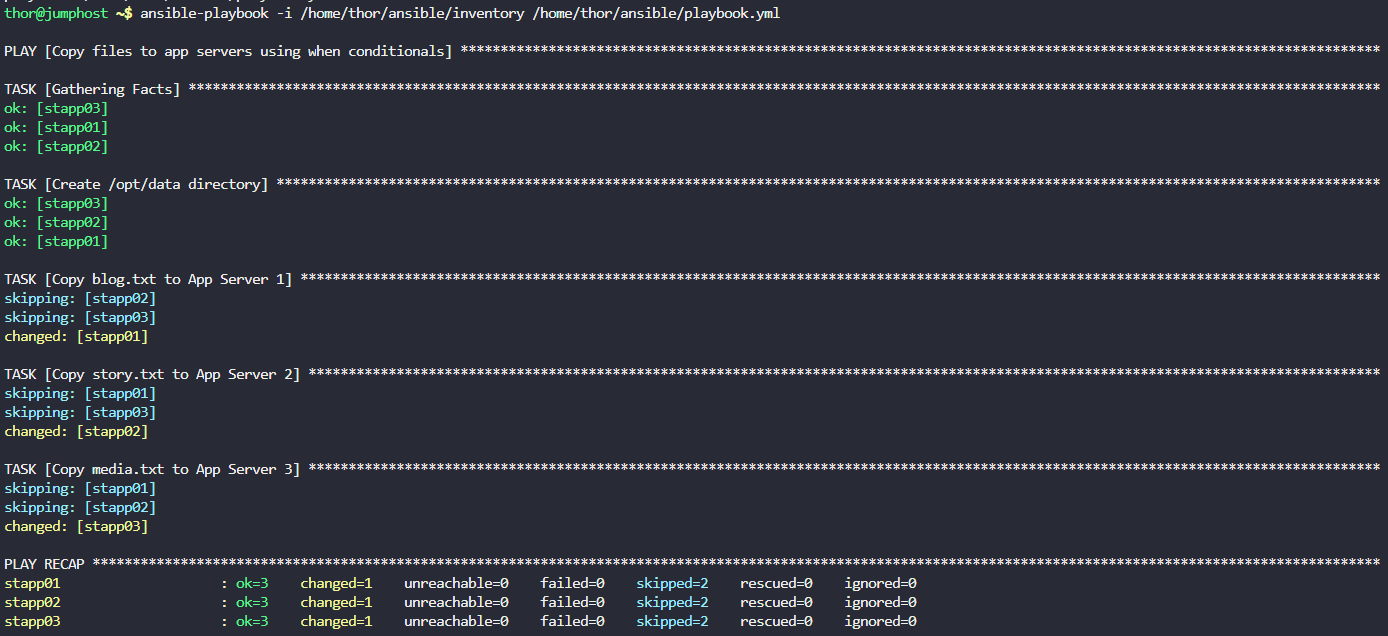 thor@jumphost ~$ ansible-playbook -i /home/thor/ansible/inventory /home/thor/ansible/playbook.yml
PLAY [Copy files to app servers using when conditionals] *******************************************************************************************************************
TASK [Gathering Facts] *****************************************************************************************************************************************************
ok: [stapp03]
ok: [stapp01]
ok: [stapp02]
TASK [Create /opt/data directory] ******************************************************************************************************************************************
ok: [stapp03]
ok: [stapp02]
ok: [stapp01]
TASK [Copy blog.txt to App Server 1] ***************************************************************************************************************************************
skipping: [stapp02]
skipping: [stapp03]
changed: [stapp01]
TASK [Copy story.txt to App Server 2] **************************************************************************************************************************************
skipping: [stapp01]
skipping: [stapp03]
changed: [stapp02]
TASK [Copy media.txt to App Server 3] **************************************************************************************************************************************
skipping: [stapp01]
skipping: [stapp02]
changed: [stapp03]
PLAY RECAP *****************************************************************************************************************************************************************
stapp01                    : ok=3    changed=1    unreachable=0    failed=0    skipped=2    rescued=0    ignored=0
stapp02                    : ok=3    changed=1    unreachable=0    failed=0    skipped=2    rescued=0    ignored=0
stapp03                    : ok=3    changed=1    unreachable=0    failed=0    skipped=2    rescued=0    ignored=0